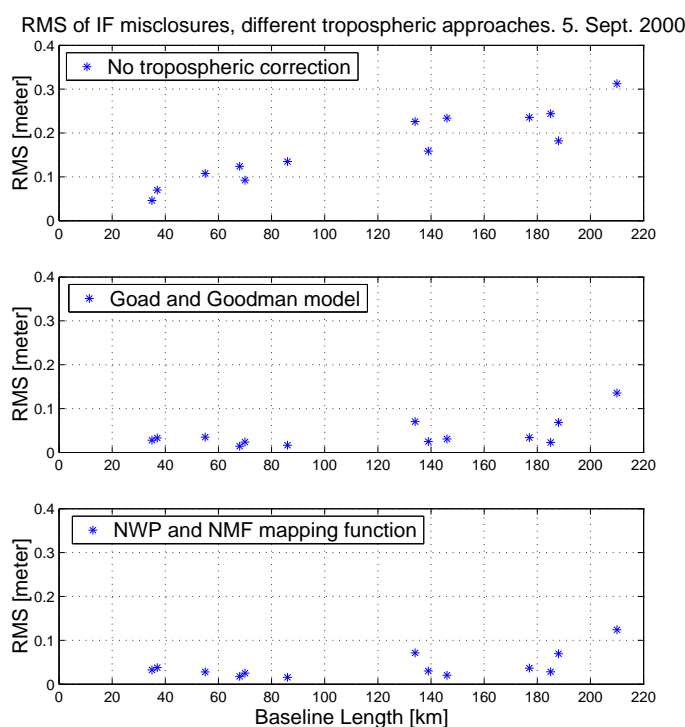 RMS of IF misclosures, different tropospheric approaches. 5. Sept. 2000
0.4
No tropospheric correction
0.3
0.2
0.1
0
RMS [meter]
0 20 40 60 80 100 120 140 160 180 200 220
0.4
Goad and Goodman model
0.3
0.2
0.1
0
RMS [meter]
0 20 40 60 80 100 120 140 160 180 200 220
0.4
NWP and NMF mapping function
0.3
0.2
0.1
0
RMS [meter]
0 20 40 60 80 100 120 140 160 180 200 220
Baseline Length [km]